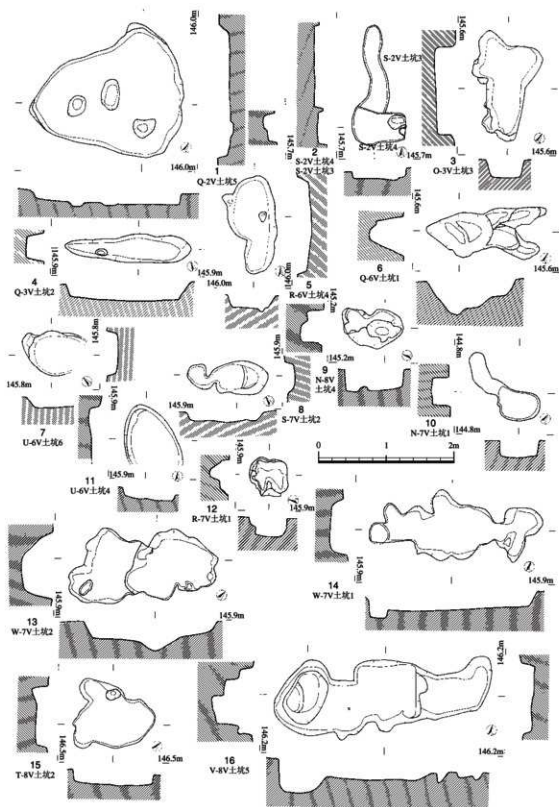 146.0m
146.0m
1
Q-2V土坑5
145.7m
2
S-2V土坑4
S-2V土坑3
S-2V土坑3
S-2V土坑4
145.7m
145.7m
145.6m
145.6m
3
O-3V土坑3
145.9m
145.9m
4
Q-3V土坑2
146.0m
146.0m
5
R-6V土坑4
145.6m
145.6m
6
Q-6V土坑1
145.8m
145.8m
7
U-6V土坑6
145.9m
145.9m
8
S-7V土坑2
145.2m
145.2m
9
N-8V
土坑4
144.8m
144.8m
10
N-7V土坑1
0 1 2m
145.9m
145.9m
11
U-6V土坑4
145.9m
145.9m
12
R-7V土坑1
145.9m
145.9m
13
W-7V土坑2
145.9m
145.9m
14
W-7V土坑1
146.5m
146.5m
15
T-8V土坑2
146.2m
146.2m
146.2m
16
V-8V土坑5